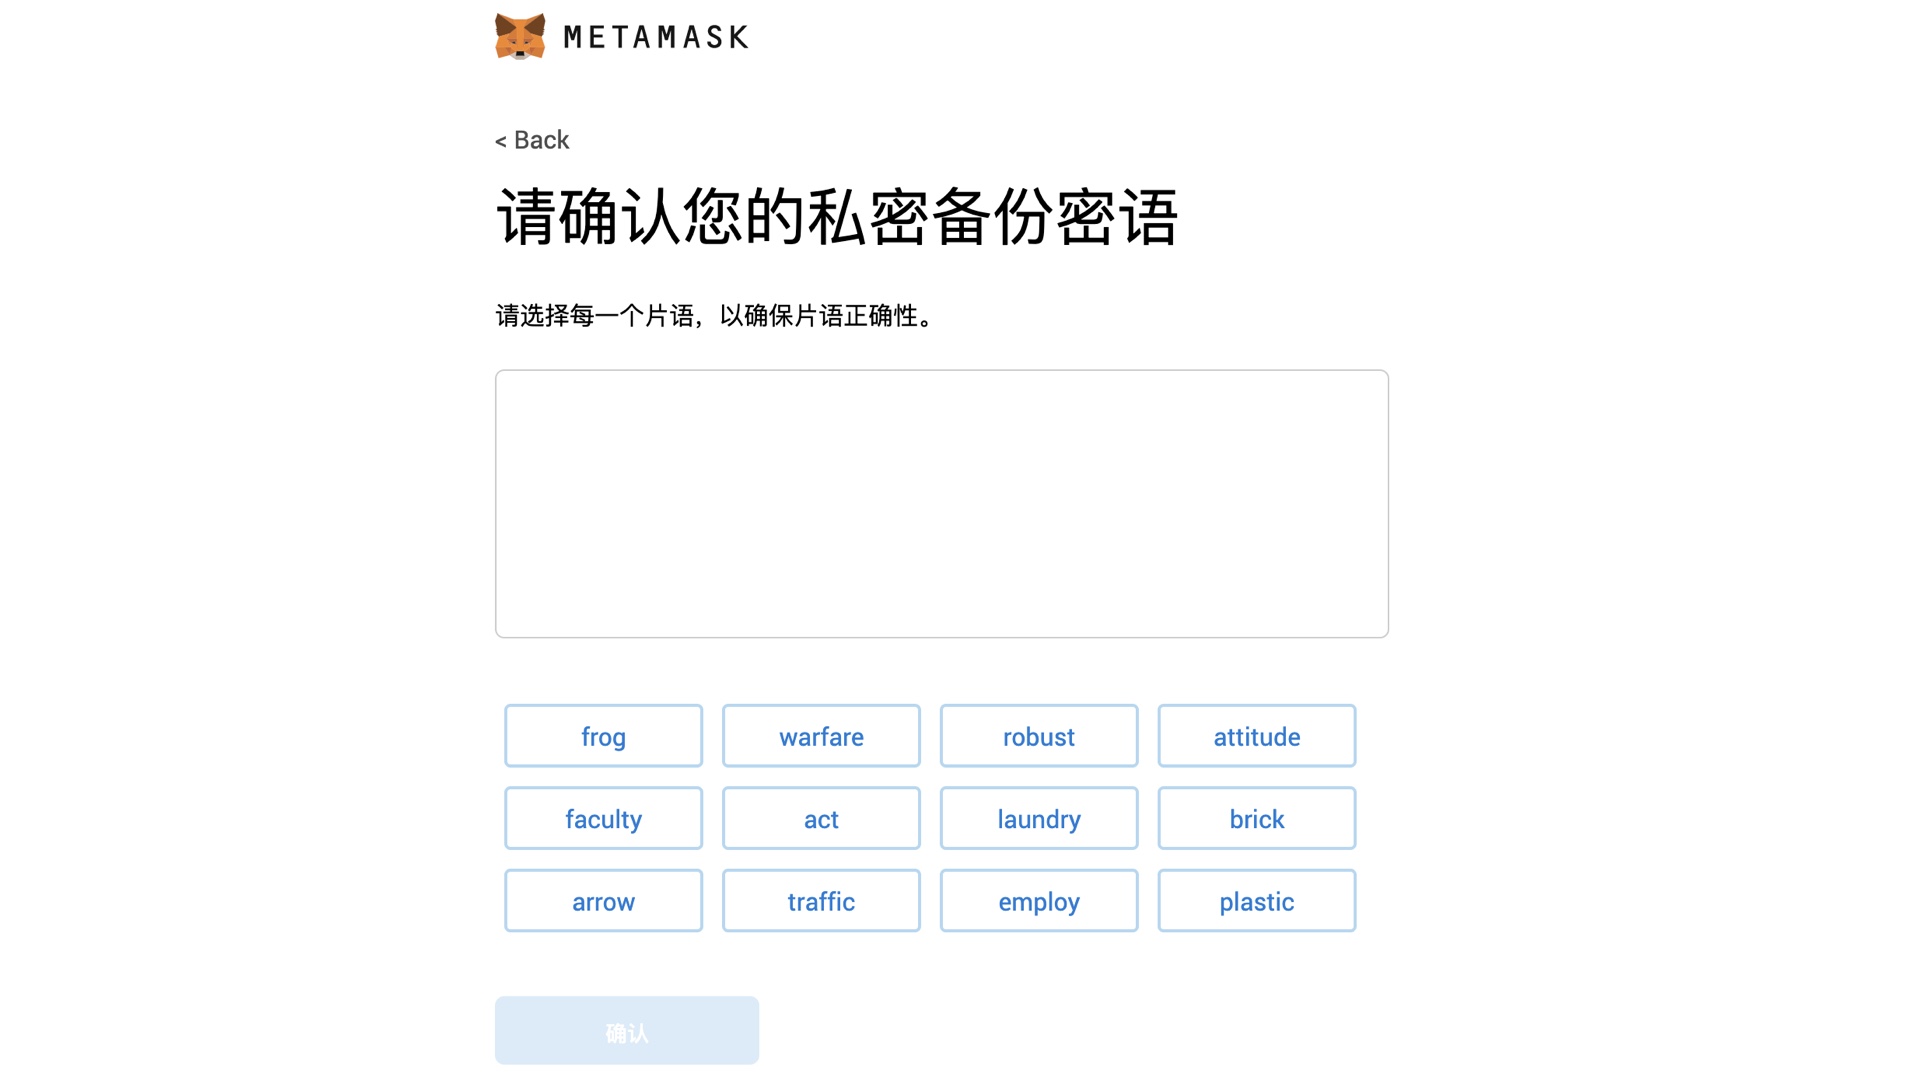 METAMASK
< Back
请确认您的私密备份密语
请选择每一个片语，以确保片语正确性。
frog warfare robust attitude
faculty act laundry brick
arrow traffic employ plastic
确认